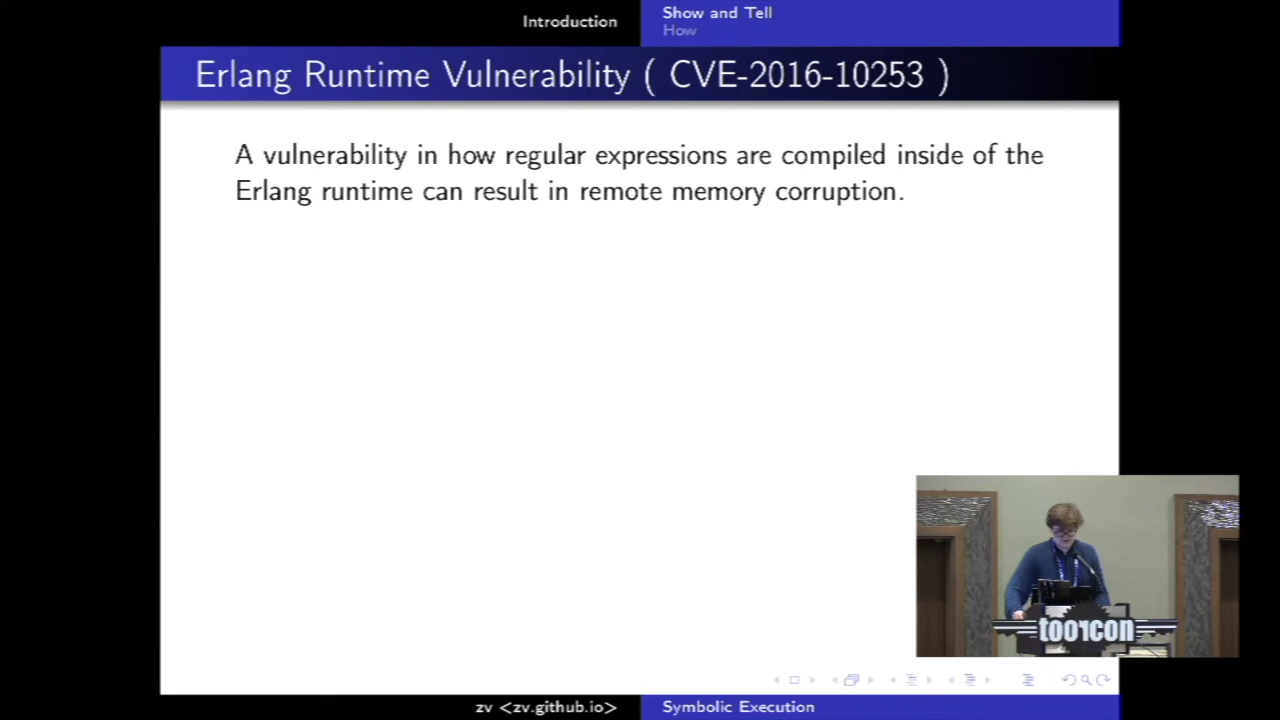 Introduction
Show and Tell
How
Erlang Runtime Vulnerability ( CVE-2016-10253 )
A vulnerability in how regular expressions are compiled inside of the
Erlang runtime can result in remote memory corruption.
toorcon
zv <zv.github.io>
Symbolic Execution